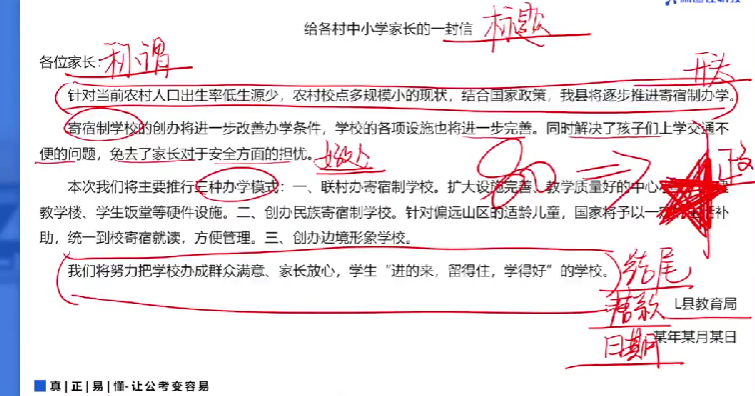 给各村中小学家长的一封信 标题
各位家长： 称谓
开头
针对当前农村人口出生率低生源少，农村校点多规模小的现状，结合国家政策，我县将逐步推进寄宿制办学。
寄宿制学校的创办将进一步改善办学条件，学校的各项设施也将进一步完善。同时解决了孩子们上学交通不
便的问题，免去了家长对于安全方面的担忧。 好处
本次我们将主要推行三种办学模式：一、联村办寄宿制学校。扩大设施完善、教学质量好的中心
教学楼、学生饭堂等硬件设施。二、创办民族寄宿制学校。针对偏远山区的适龄儿童，国家将予以一 补
助，统一到校寄宿就读，方便管理。三、创办边境形象学校。
我们将努力把学校办成群众满意、家长放心，学生“进的来，留得住，学得好”的学校。 结尾
落款 L县教育局
日期 某年某月某日
真|正|易|懂-让公考变容易